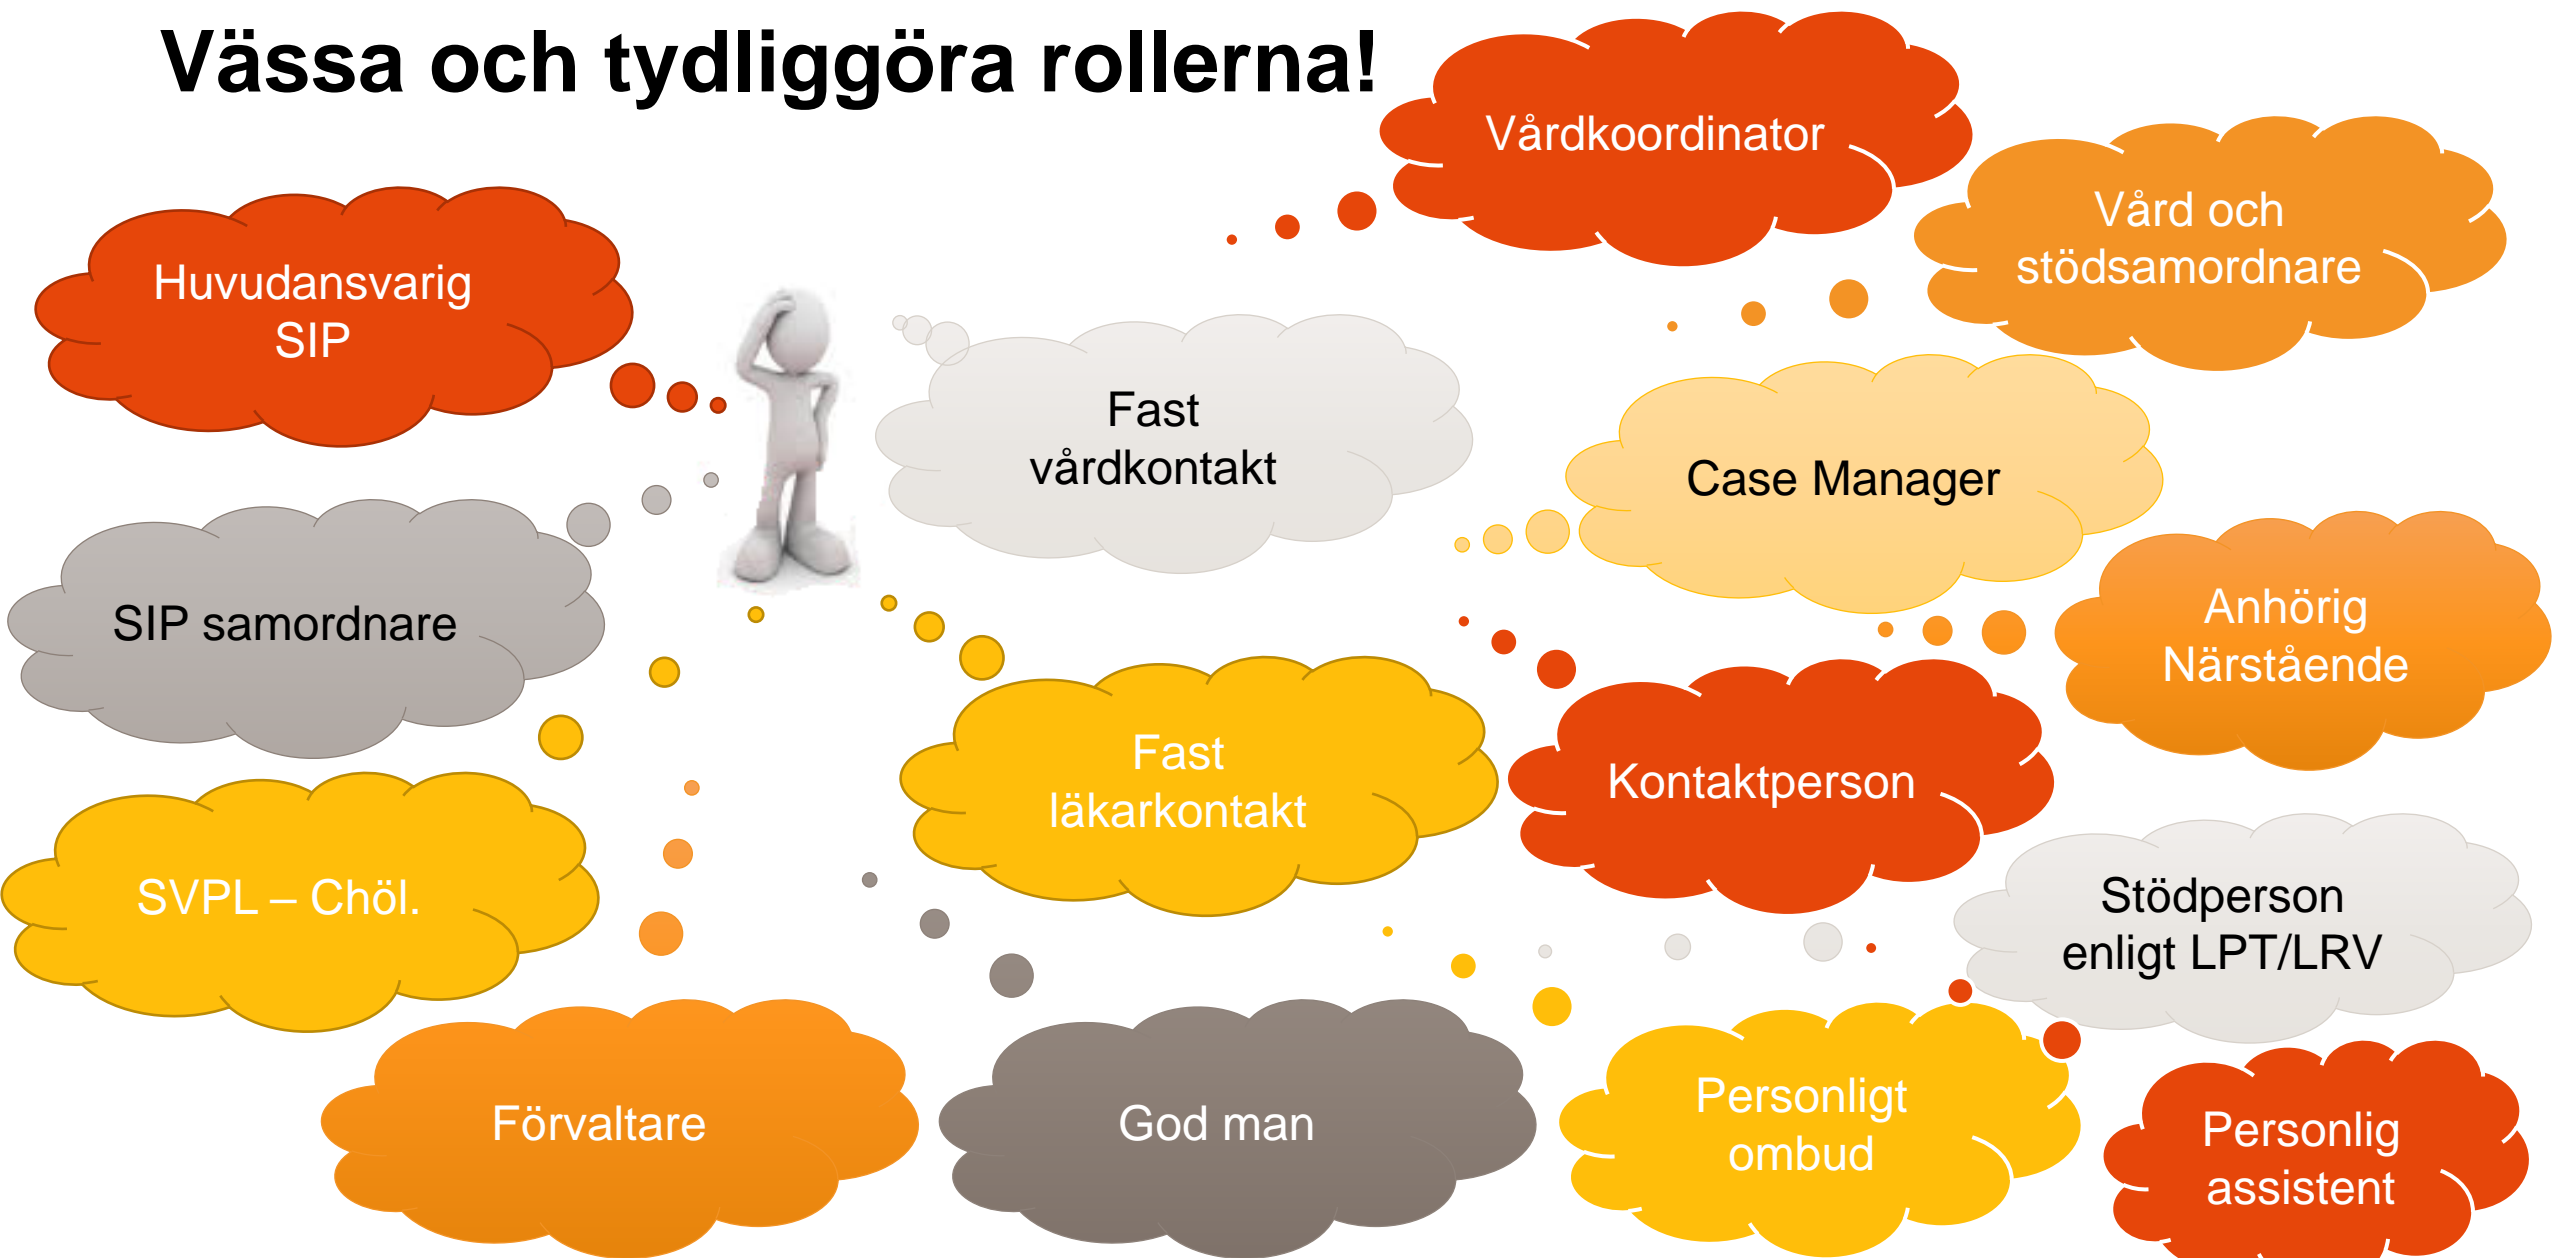 Vässa och tydliggöra rollerna!
Vårdkoordinator
Vård och
stödsamordnare
Huvudansvarig
SIP
Fast
vårdkontakt
Case Manager
SIP samordnare
Anhörig
Närstående
Fast
läkarkontakt
Kontaktperson
SVPL – Chöl.
Stödperson
enligt LPT/LRV
Förvaltare
God man
Personligt
ombud
Personlig
assistent